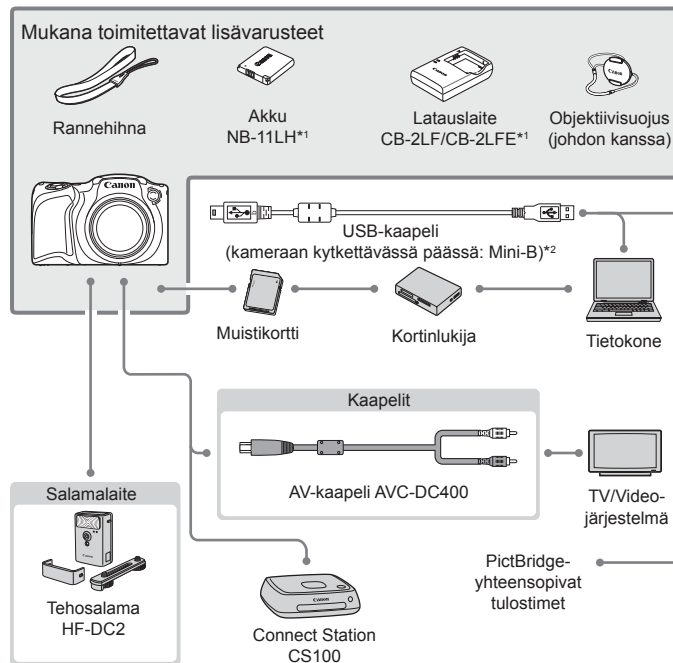 Mukana toimitettavat lisävarusteet
Rannehihna
Akku
NB-11LH*1
Latauslaite
CB-2LF/CB-2LFE*1
Objektiivisuojus
(johdon kanssa)
Canon
USB-kaapeli
(kameraan kytkettävässä päässä: Mini-B)*2
Muistikortti
Kortinlukija
Tietokone
Kaapelit
AV-kaapeli AVC-DC400
TV/Video-
järjestelmä
Salamalaite
Tehosalama
HF-DC2
Connect Station
CS100
PictBridge-
yhteensopivat
tulostimet